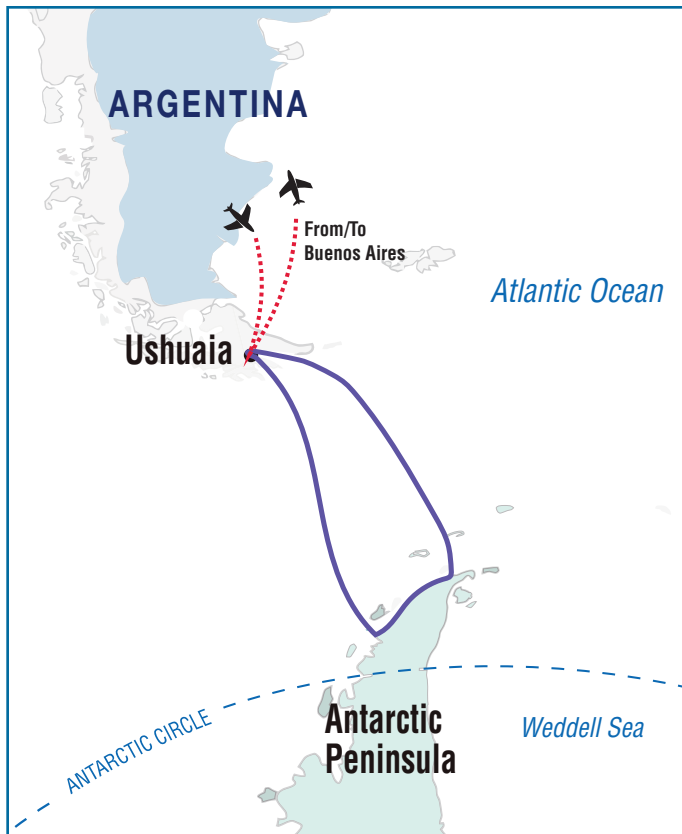 ARGENTINA
From/To
Buenos Aires
Atlantic Ocean
Ushuaia
ANTARCTIC CIRCLE
Antarctic
Peninsula
Weddell Sea